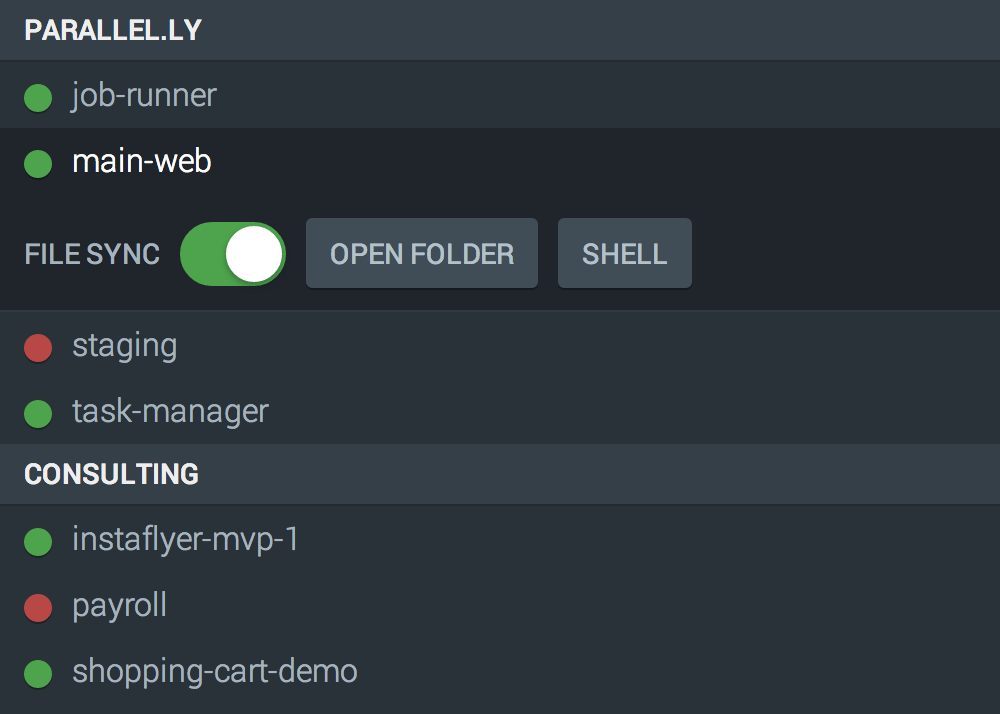 PARALLEL.LY
job-runner
main-web
FILE SYNC OPEN FOLDER SHELL
staging
task-manager
CONSULTING
instaflyer-mvp-1
payroll
shopping-cart-demo